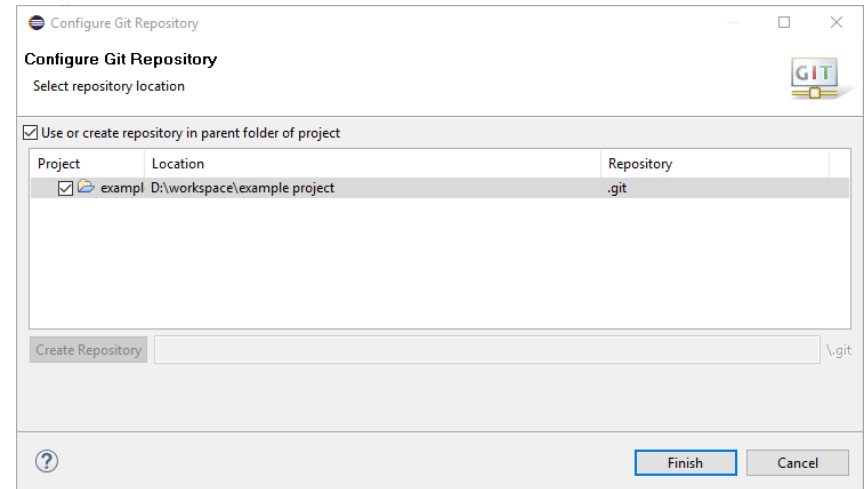 Configure Git Repository
Configure Git Repository
Select repository location
GIT
Use or create repository in parent folder of project
Project Location Repository
exampl D:\workspace\example project .git
Create Repository \.git
? Finish Cancel